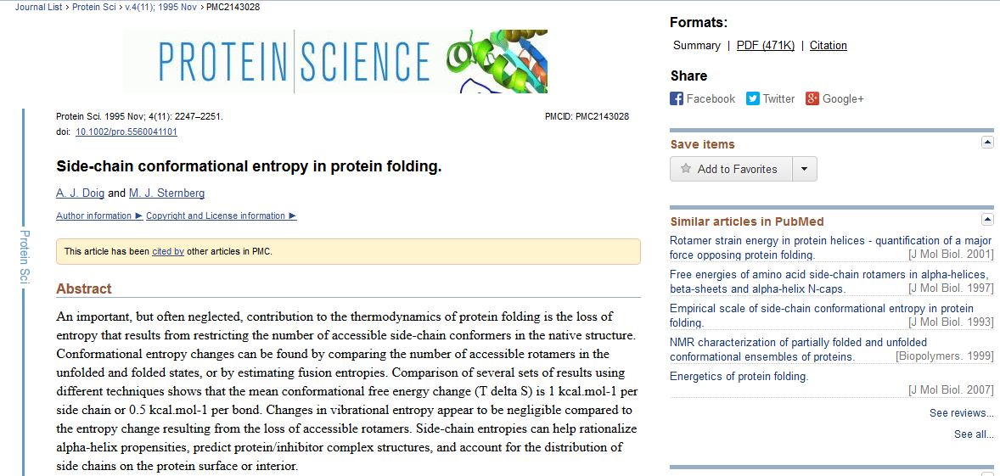 Journal List > Protein Sci > v.4(11); 1995 Nov > PMC2143028
PROTEIN SCIENCE
Protein Sci. 1995 Nov; 4(11): 2247–2251.
PMCID: PMC2143028
doi: 10.1002/pro.5560041101
Side-chain conformational entropy in protein folding.
A. J. Doig and M. J. Sternberg
Author information ► Copyright and License information ►
This article has been cited by other articles in PMC.
Abstract
An important, but often neglected, contribution to the thermodynamics of protein folding is the loss of
entropy that results from restricting the number of accessible side-chain conformers in the native structure.
Conformational entropy changes can be found by comparing the number of accessible rotamers in the
unfolded and folded states, or by estimating fusion entropies. Comparison of several sets of results using
different techniques shows that the mean conformational free energy change (T delta S) is 1 kcal.mol-1 per
side chain or 0.5 kcal.mol-1 per bond. Changes in vibrational entropy appear to be negligible compared to
the entropy change resulting from the loss of accessible rotamers. Side-chain entropies can help rationalize
alpha-helix propensities, predict protein/inhibitor complex structures, and account for the distribution of
side chains on the protein surface or interior.
Protein Sci
Formats:
Summary | PDF (471K) | Citation
Share
Facebook Twitter Google+
Save items
Add to Favorites
Similar articles in PubMed
Rotamer strain energy in protein helices - quantification of a major
force opposing protein folding. [J Mol Biol. 2001]
Free energies of amino acid side-chain rotamers in alpha-helices,
beta-sheets and alpha-helix N-caps. [J Mol Biol. 1997]
Empirical scale of side-chain conformational entropy in protein
folding. [J Mol Biol. 1993]
NMR characterization of partially folded and unfolded
conformational ensembles of proteins. [Biopolymers. 1999]
Energetics of protein folding.
[J Mol Biol. 2007]
See reviews...
See all...